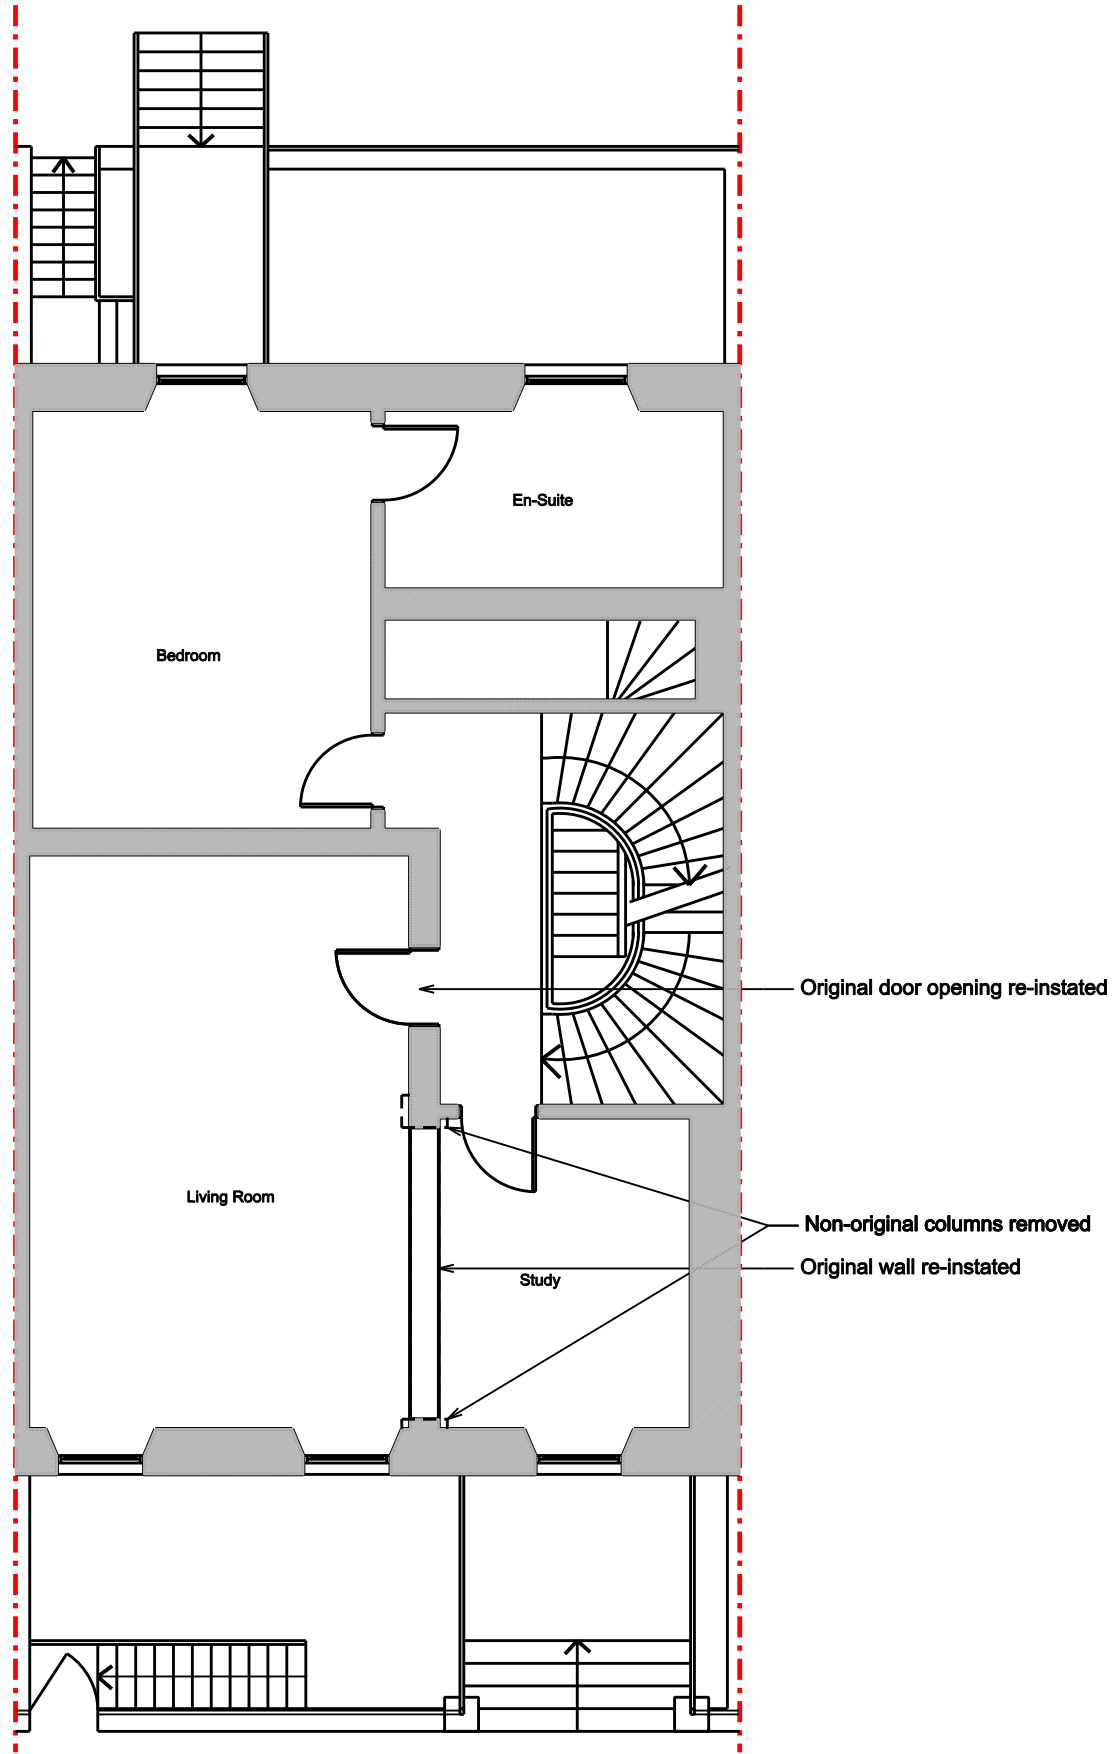 En-Suite
Bedroom
Original door opening re-instated
Living Room
Non-original columns removed
Original wall re-instated
Study